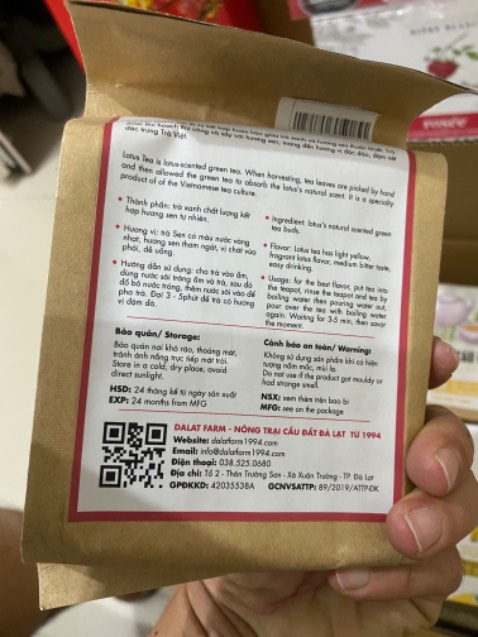 đặc trưng Trà Việt.
Lotus Tea is lotus-scented green tea. When harvesting, tea leaves are picked by hand
and then allowed the green tea to absorb the lotus's natural scent. It is a specialty
product of of the Vietnamese tea culture.
• Thành phần: trà xanh chất lượng kết
hợp hương sen tự nhiên.
• Hương vị: trà Sen có màu nước vàng
nhạt, hương sen thơm ngát, vị chát vừa
phải, dễ uống.
• Hướng dẫn sử dụng: cho trà vào ấm,
dùng nước sôi tráng ấm và trà, sau đó
đổ bỏ nước tráng, thêm nước sôi vào để
pha trà. Đợi 3 - 5phút để trà có hương
vị đậm đà.
• Ingredient: lotus's natural scented green
tea buds.
• Flavor: Lotus tea has light yellow,
fragrant lotus flavor, medium bitter taste,
easy drinking.
• Usage: for the best flavor, put tea into
the teapot, rinse the teapot and tea by
boiling water then pouring water out,
pour over the tea with boiling water
again. Waiting for 3-5 min, then savor
the moment.
Bảo quản/ Storage:
Bảo quản nơi khô ráo, thoáng mát,
tránh ánh nắng trực tiếp mặt trời.
Store in a cold, dry place, avoid
direct sunlight.
HSD: 24 tháng kể từ ngày sản xuất
EXP: 24 months from MFG
Cảnh báo an toàn/ Warning:
Không sử dụng sản phẩm khi có hiện
tượng nấm mốc, mùi lạ.
Do not use if the product got mouldy or
had strange smell.
NSX: xem thêm trên bao bì
MFG: see on the package
DALAT FARM - NÔNG TRẠI CẦU ĐẤT ĐÀ LẠT TỪ 1994
Website: dalatfarm1994.com
Email: info@dalatfarm1994.com
Điện thoại: 038.525.0680
Địa chỉ: Tổ 2 - Thôn Trường Sơn - Xã Xuân Trường - TP. Đà Lạt
GPĐKKD: 42035538A GCNVSATTP: 89/2019/ATTP-ĐK